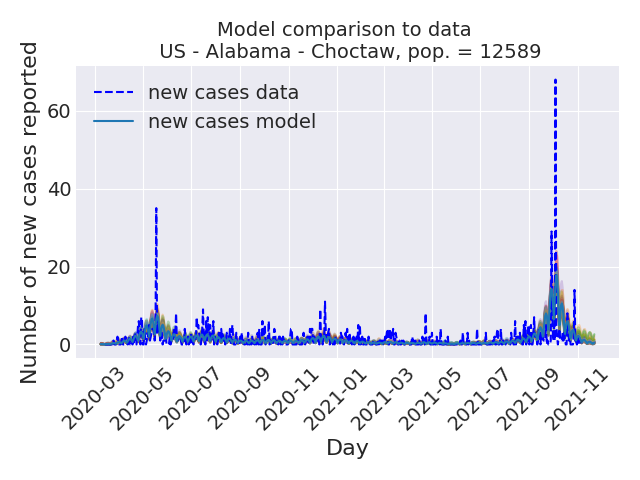 Model comparison to data
US - Alabama - Choctaw, pop. = 12589
Number of new cases reported
60
40
20
0
new cases data
new cases model
2020-03
2020-05
2020-07
2020-09
2020-11
2021-01
2021-03
2021-05
2021-07
2021-09
2021-11
Day